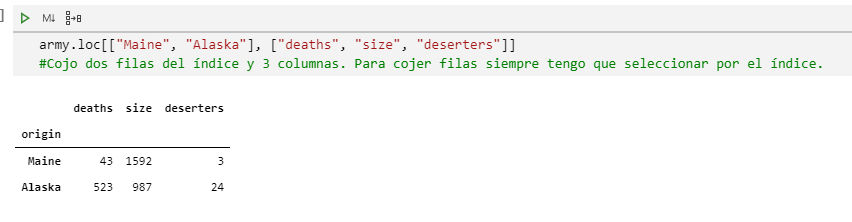 ]
M↓
army.loc[["Maine", "Alaska"], ["deaths", "size", "deserters"]]
#Cojo dos filas del índice y 3 columnas. Para cojer filas siempre tengo que seleccionar por el índice.
deaths size deserters
origin
Maine 43 1592 3
Alaska 523 987 24